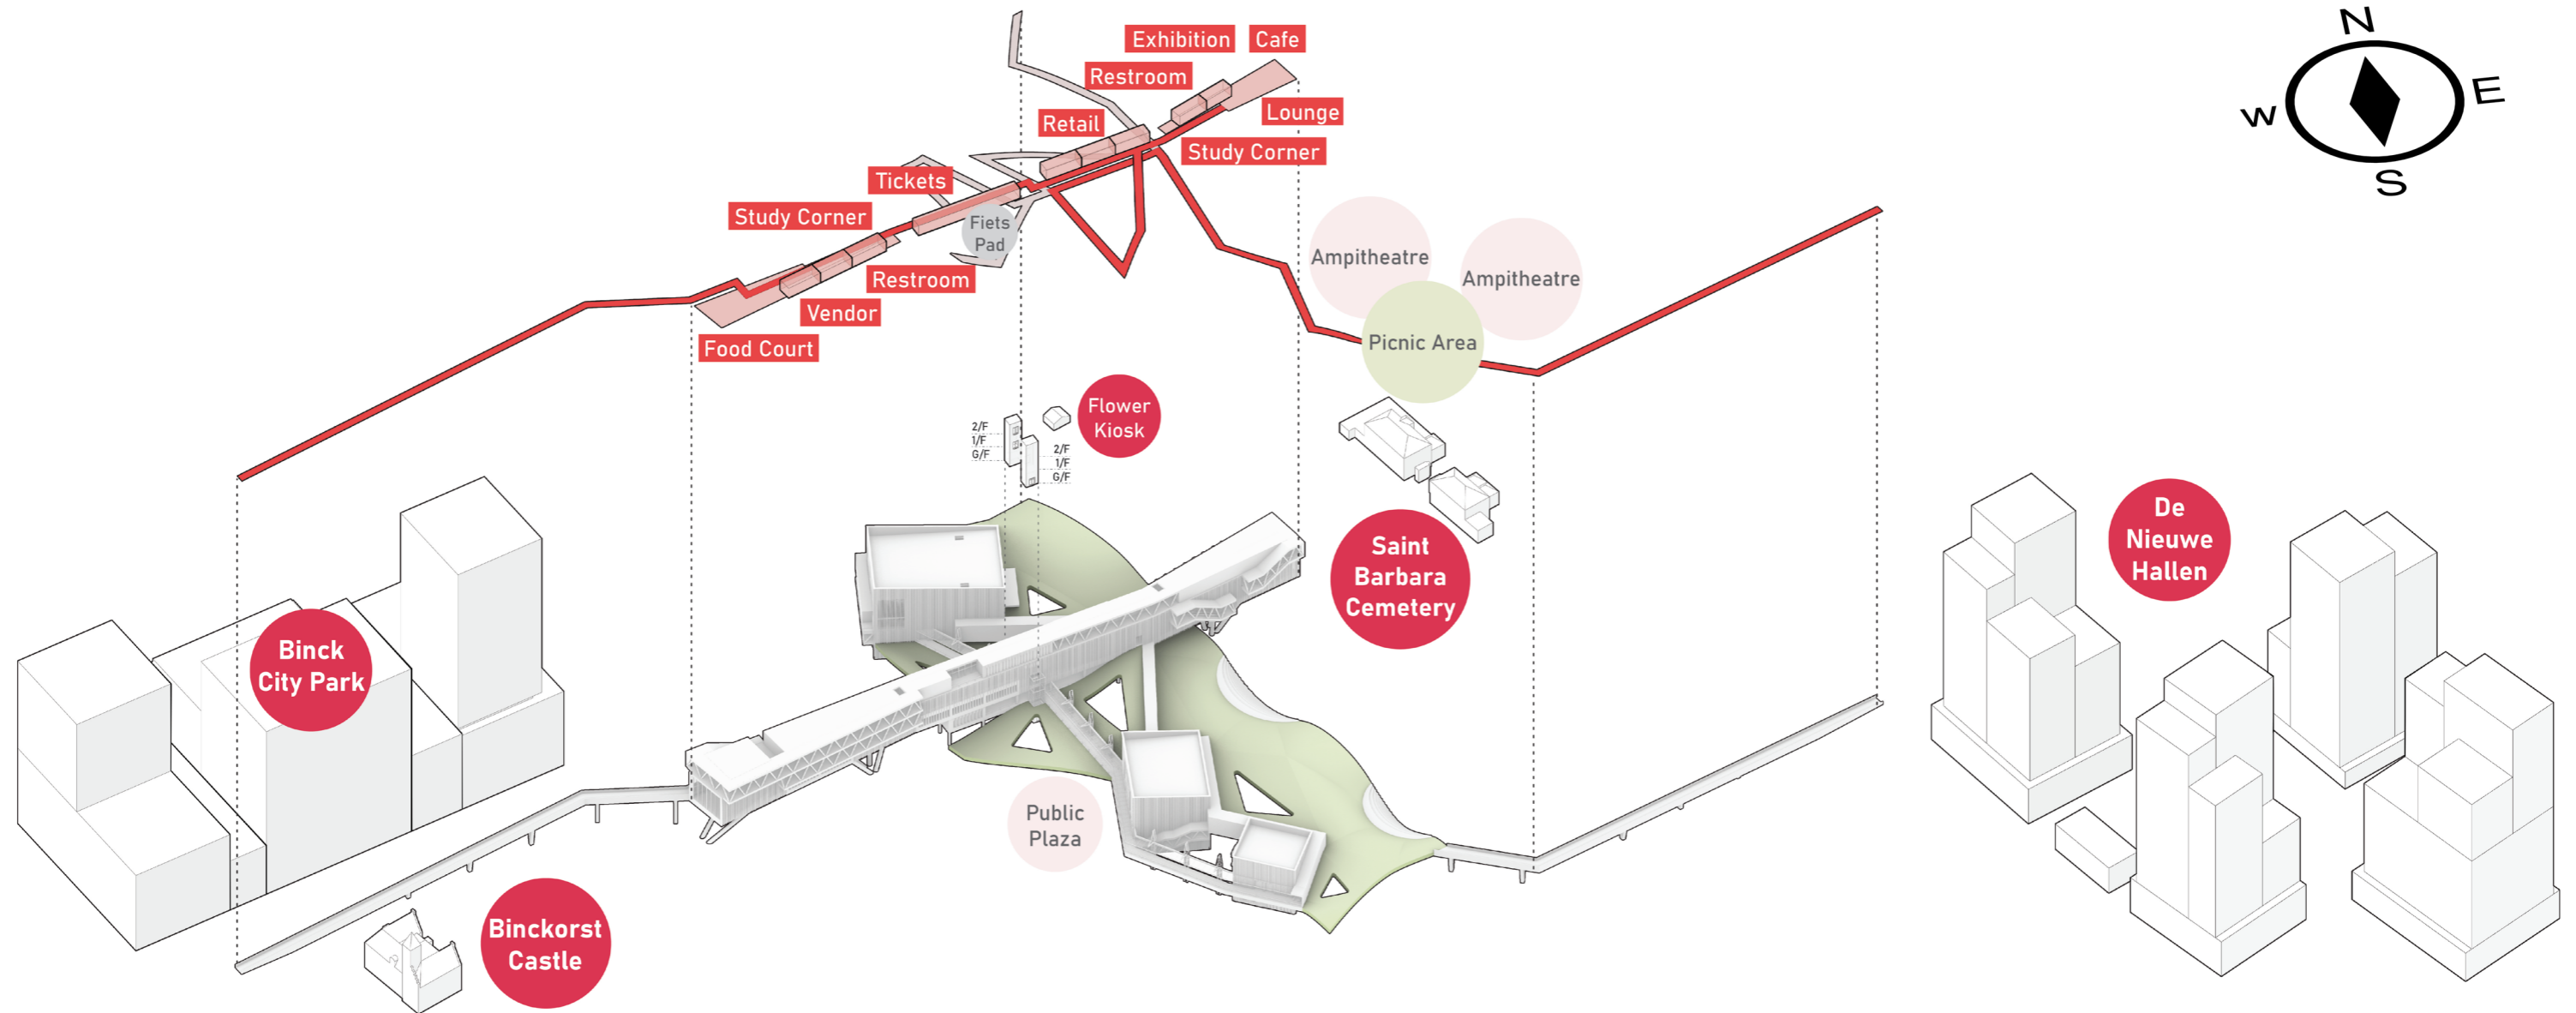 N
Exhibition
Cafe
Restroom
W
E
Lounge
Retail
Study Corner
S
Tickets
Study Corner
Fiets
Pad
Ampitheatre
Ampitheatre
Restroom
Vendor
Picnic Area
Food Court
Flower
Kiosk
2/F
1/F
G/F
2/F
1/F
G/F
Saint
Barbara
Cemetery
De
Nieuwe
Hallen
Binck
City Park
Public
Plaza
Binckorst
Castle